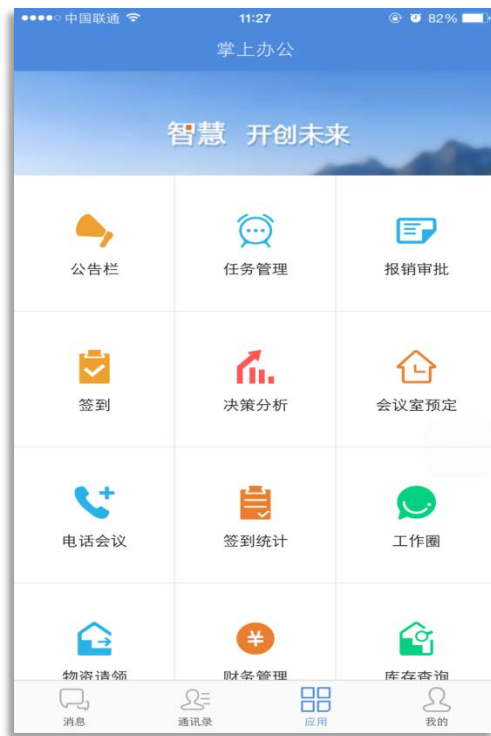 中国联通 11:27 82%
掌上办公
智慧 开创未来
公告栏 任务管理 报销审批
签到 决策分析 会议室预定
电话会议 签到统计 工作圈
¥
物资请领 财务管理 库存查询
消息 通讯录 应用 我的